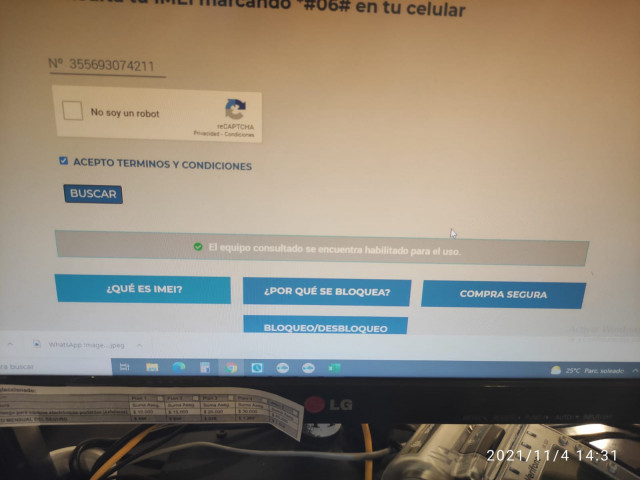 tu IMEI marcando *#06# en tu celular
Nº 355693074211
No soy un robot
reCAPTCHA
Privacidad - Condiciones
ACEPTO TERMINOS Y CONDICIONES
BUSCAR
El equipo consultado se encuentra habilitado para el uso.
¿QUÉ ES IMEI?
¿POR QUÉ SE BLOQUEA?
COMPRA SEGURA
BLOQUEO/DESBLOQUEO
WhatsApp Image....jpeg
buscar
25°C Parc. soleado
LG
2021/11/4 14:31